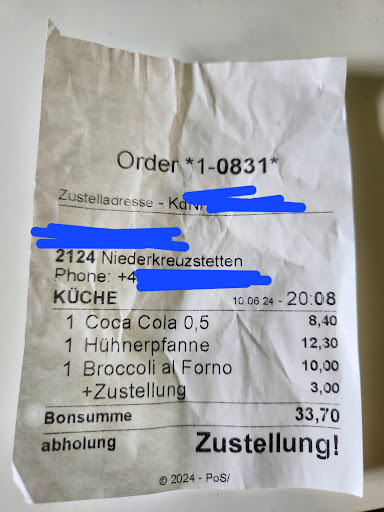 Order *1-0831*
Zustelladresse -
2124 Niederkreuzstetten
Phone: +4
KÜCHE 10.06.24 - 20:08
1 Coca Cola 0,5 8,40
1 Hühnerpfanne 12,30
1 Broccoli al Forno 10,00
+Zustellung 3,00
Bonsumme 33,70
abholung Zustellung!
© 2024 - PoS/